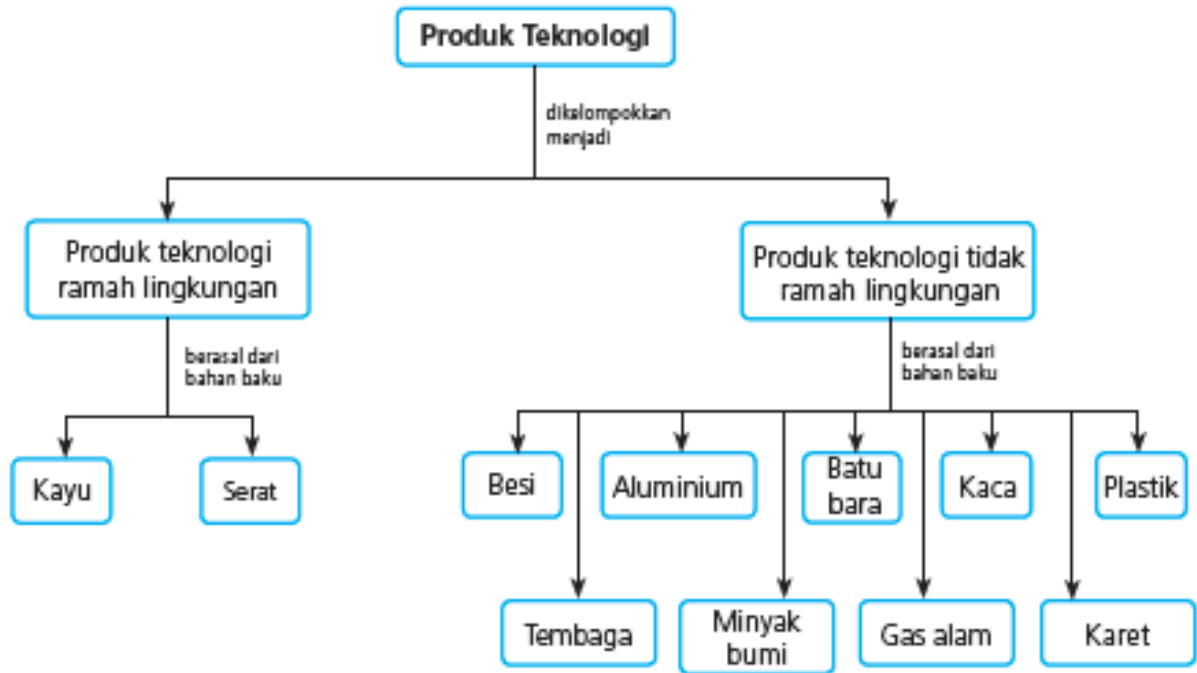 Produk Teknologi
dikelompokkan
menjadi
Produk teknologi
ramah lingkungan
Produk teknologi tidak
ramah lingkungan
berasal dari
bahan baku
berasal dari
bahan baku
Kayu
Serat
Besi
Aluminium
Batu
bara
Kaca
Plastik
Tembaga
Minyak
bumi
Gas alam
Karet